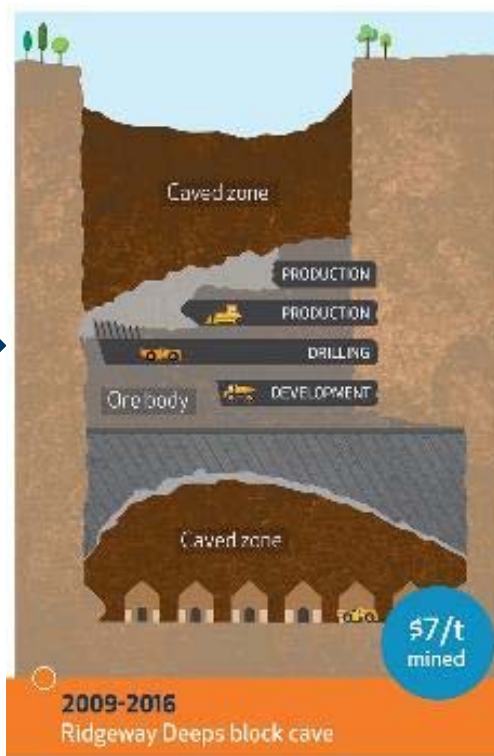 Caved zone
PRODUCTION
PRODUCTION
DRILLING
DEVELOPMENT
Ore body
Caved zone
$7/t
mined
2009-2016
Ridgeway Deeps block cave